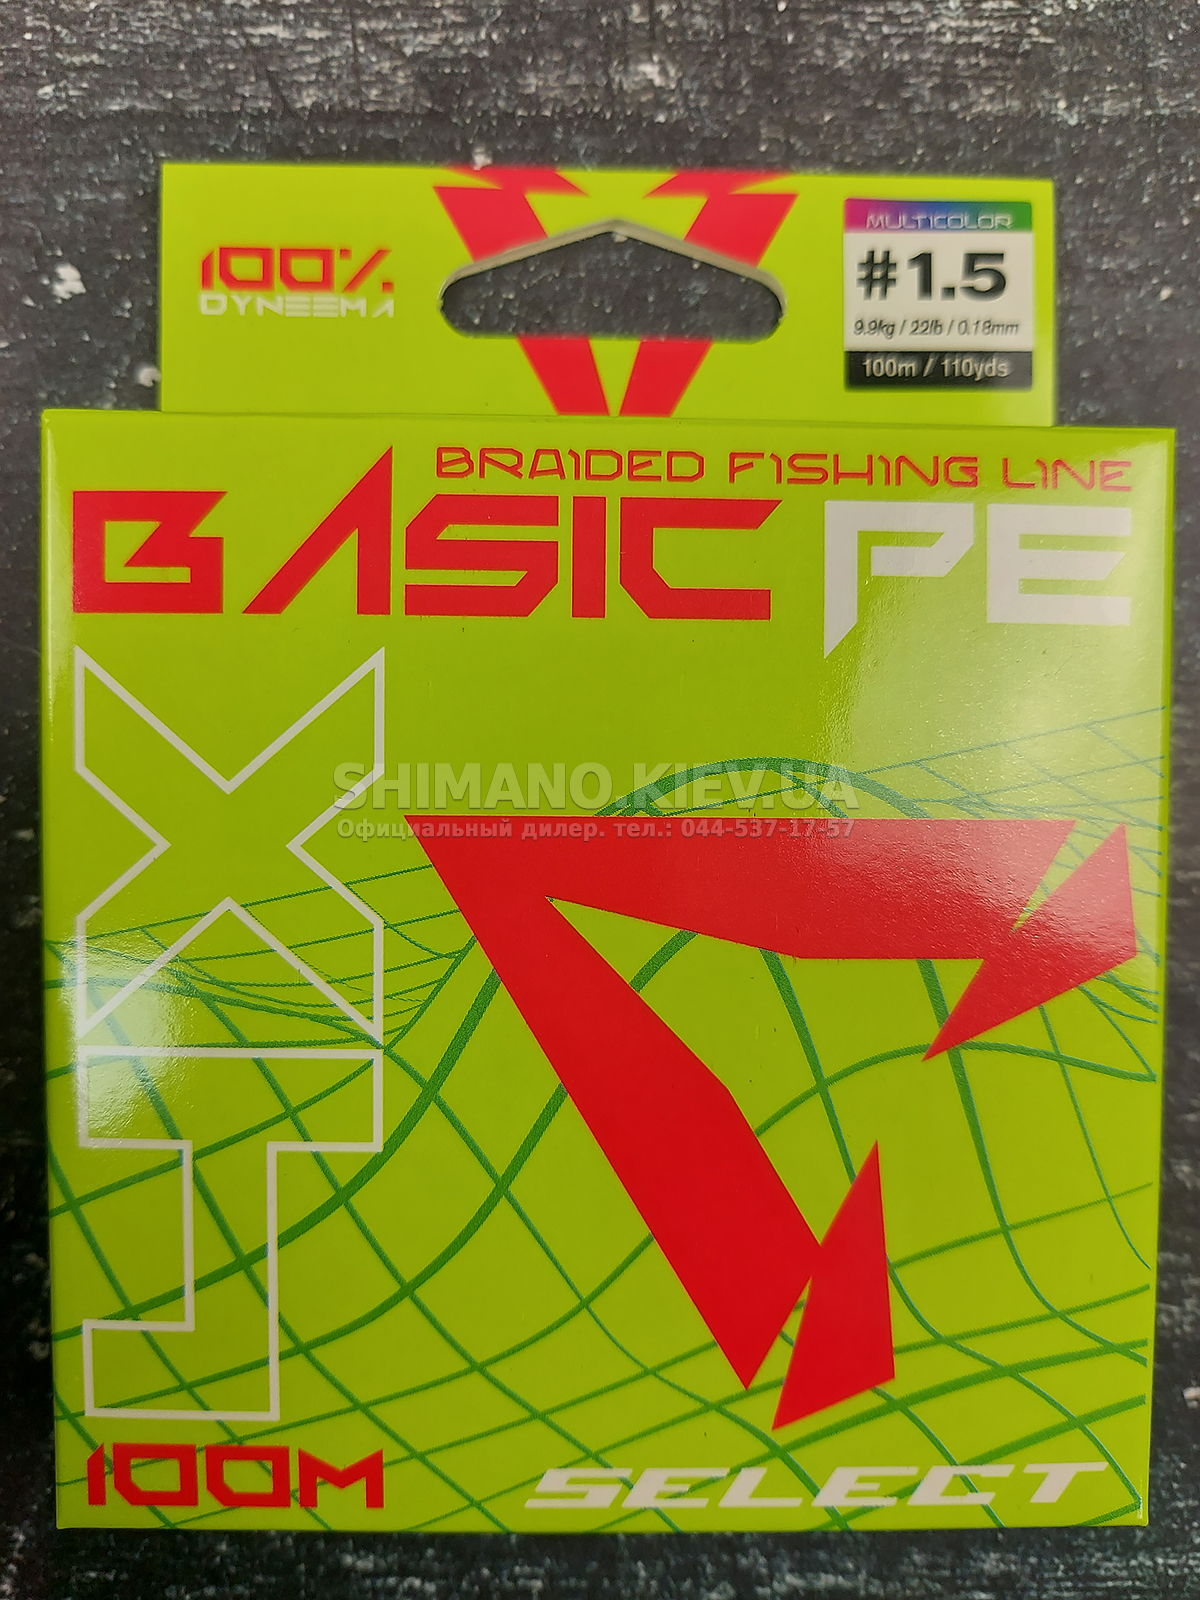 100%
DYNEEMA
MULTICOLOR
#1.5
9.9kg / 22lb / 0.18mm
100m / 110yds
BRAIDED FISHING LINE
BASIC PE
X
SHIMANO.KIEV.UA
Официальный дилер. тел.: 044-537-17-57
100M
SELECT